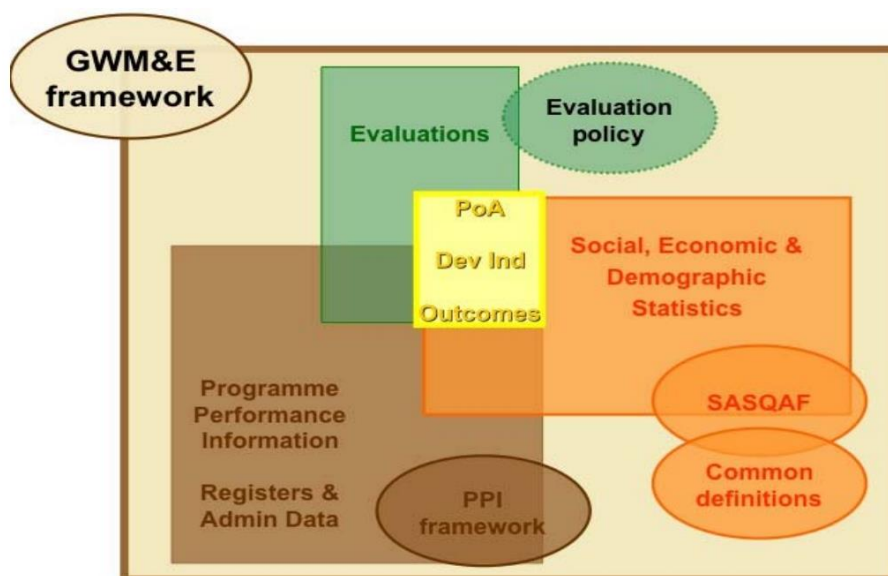 GWM&E
framework
Evaluations
Evaluation
policy
PoA
Dev Ind
Outcomes
Social, Economic &
Demographic
Statistics
Programme
Performance
Information
Registers &
Admin Data
PPI
framework
SASQAF
Common
definitions